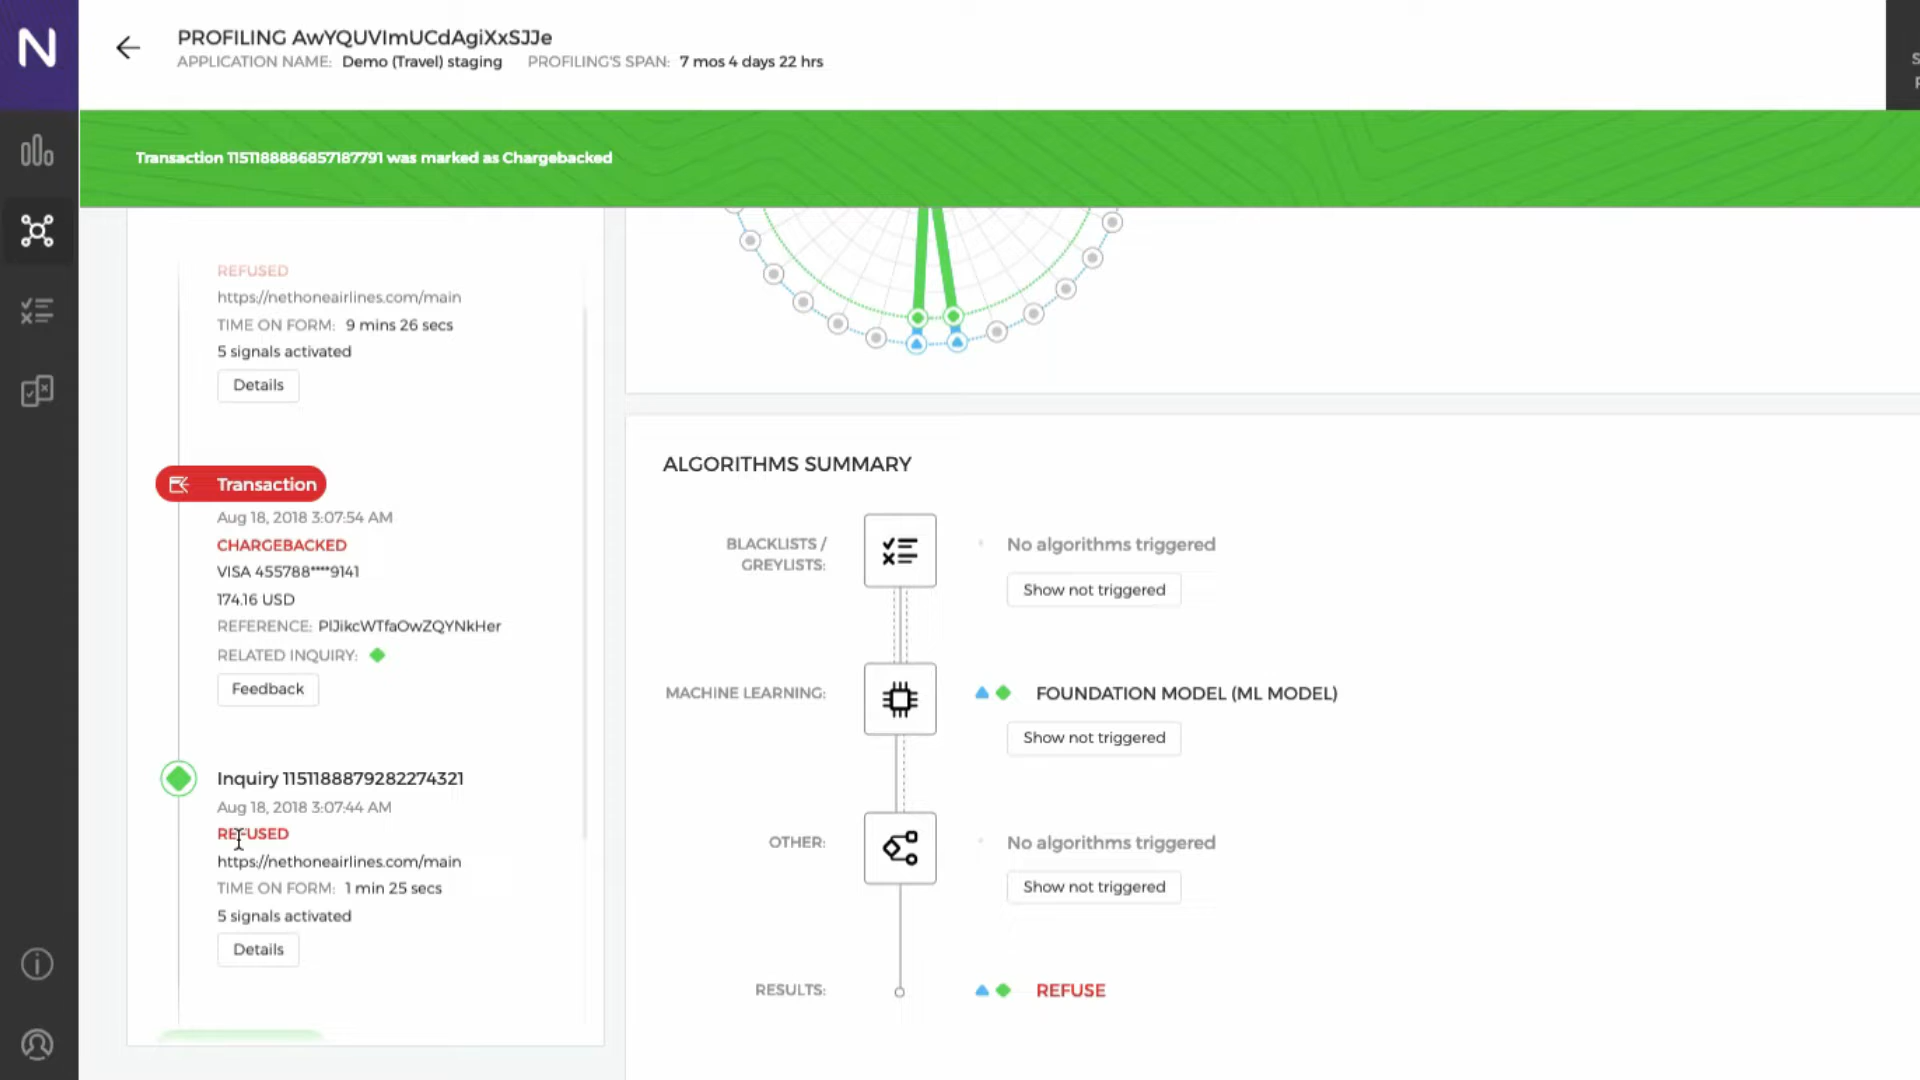 N
PROFILING AwYQUVImUCdAgiXxSJJe
APPLICATION NAME: Demo (Travel) staging PROFILING'S SPAN: 7 mos 4 days 22 hrs
Transaction 1151188886857187791 was marked as Chargebacked
REFUSED
https://nethoneairlines.com/main
TIME ON FORM: 9 mins 26 secs
5 signals activated
Details
Transaction
Aug 18, 2018 3:07:54 AM
CHARGEBACKED
VISA 455788****9141
174.16 USD
REFERENCE: PlJikcWTfaOwZQYNkHer
RELATED INQUIRY:
Feedback
Inquiry 1151188879282274321
Aug 18, 2018 3:07:44 AM
REFUSED
https://nethoneairlines.com/main
TIME ON FORM: 1 min 25 secs
5 signals activated
Details
ALGORITHMS SUMMARY
BLACKLISTS /
GREYLISTS:
No algorithms triggered
Show not triggered
MACHINE LEARNING:
FOUNDATION MODEL (ML MODEL)
Show not triggered
OTHER:
No algorithms triggered
Show not triggered
RESULTS:
REFUSE